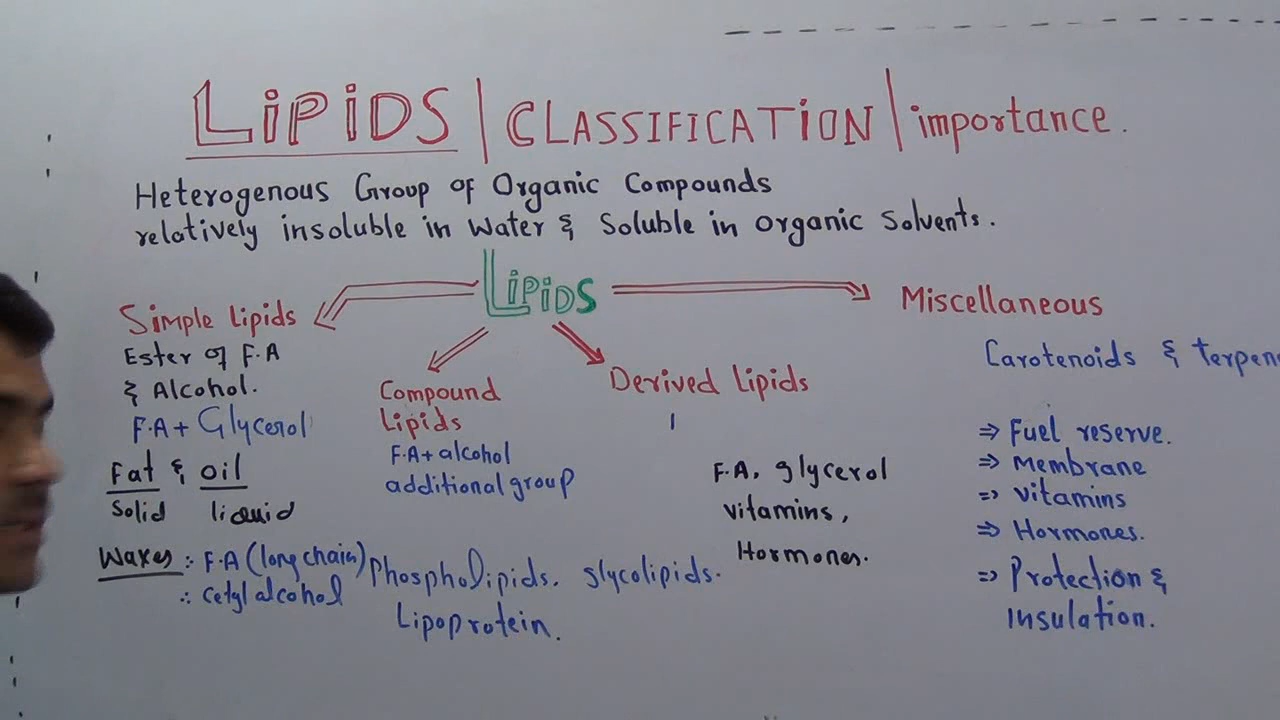 LiPiDS | CLASSIFICATiON | importance.
Heterogenous Group of Organic Compounds
relatively insoluble in Water & Soluble in Organic Solvents.
LiPiDS
Simple Lipids
Ester of F.A
& Alcohol.
F.A + Glycerol
Fat & oil
Solid liquid
Waxes : F.A (long chain)
∴ Cetyl alcohol
Compound
Lipids
F.A + alcohol
additional group
Phospholipids. glycolipids.
Lipoprotein.
Derived Lipids
F.A, glycerol
vitamins,
Hormones.
Miscellaneous
Carotenoids & terpen
⇒ Fuel reserve.
⇒ Membrane
⇒ vitamins
⇒ Hormones.
⇒ Protection &
Insulation.